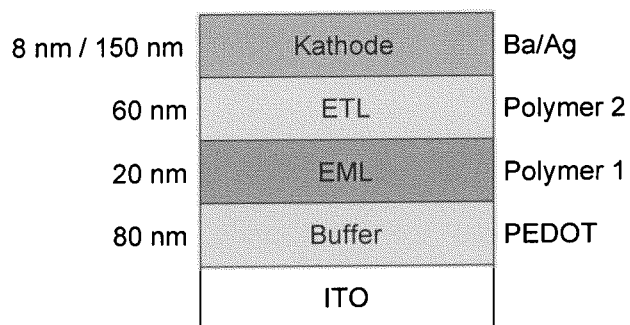 8 nm / 150 nm Kathode Ba/Ag
60 nm ETL Polymer 2
20 nm EML Polymer 1
80 nm Buffer PEDOT
ITO